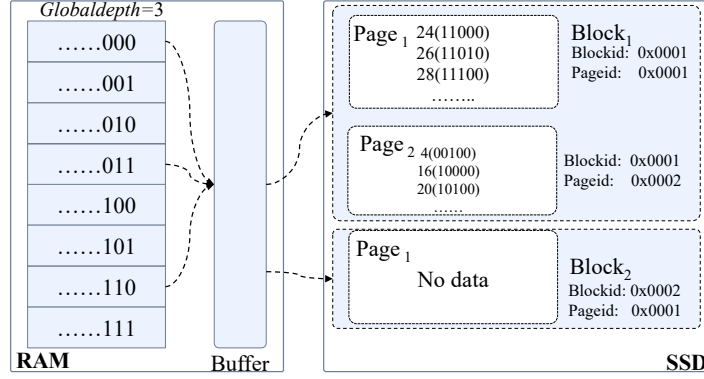 Globaldepth=3
......000
......001
......010
......011
......100
......101
......110
......111
RAM
Buffer
Page 1
24(11000)
26(11010)
28(11100)
........
Block1
Blockid: 0x0001
Pageid: 0x0001
Page 2
4(00100)
16(10000)
20(10100)
......
Blockid: 0x0001
Pageid: 0x0002
Page 1
No data
Block2
Blockid: 0x0002
Pageid: 0x0001
SSD